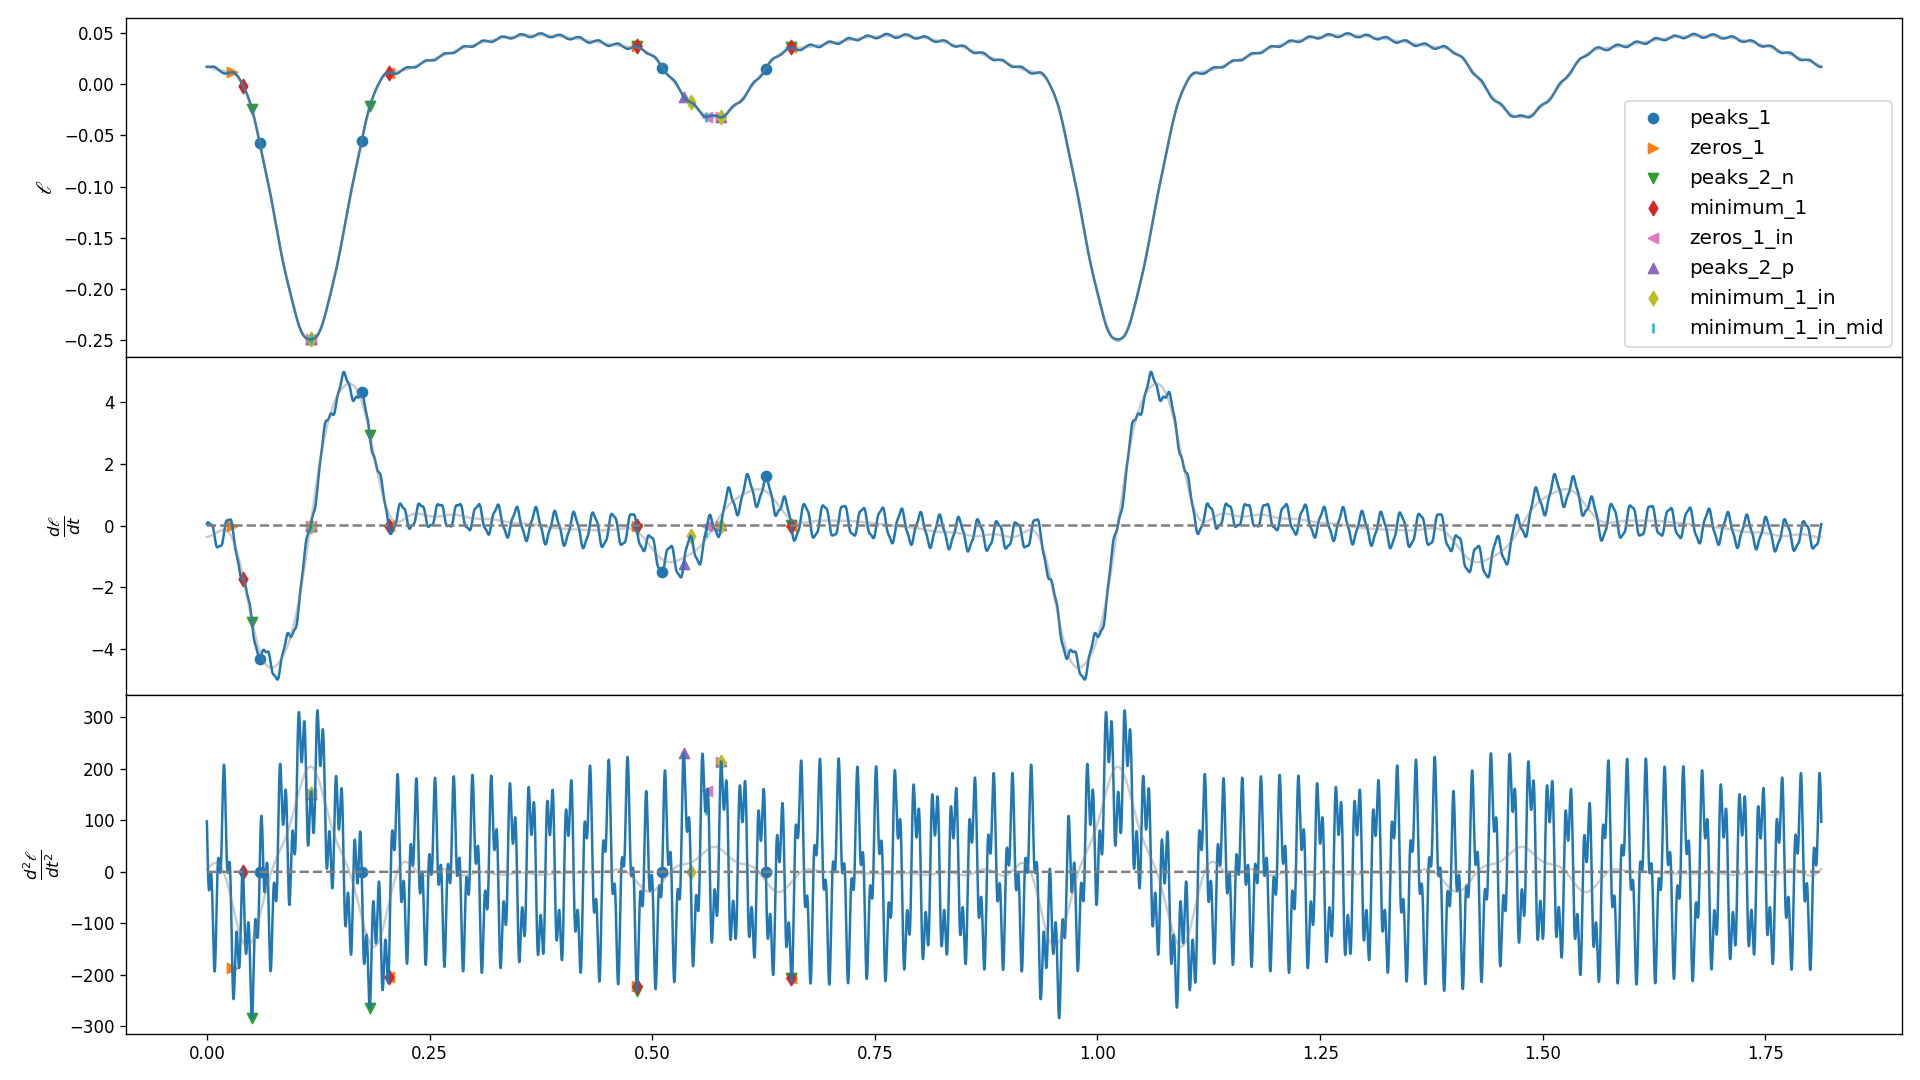 0.05
0.00
−0.05
−0.10
−0.15
−0.20
−0.25
ℓ
peaks_1
zeros_1
peaks_2_n
minimum_1
zeros_1_in
peaks_2_p
minimum_1_in
minimum_1_in_mid
4
2
0
−2
−4
dℓ
dt
300
200
100
0
−100
−200
−300
d²ℓ
dt²
0.00 0.25 0.50 0.75 1.00 1.25 1.50 1.75